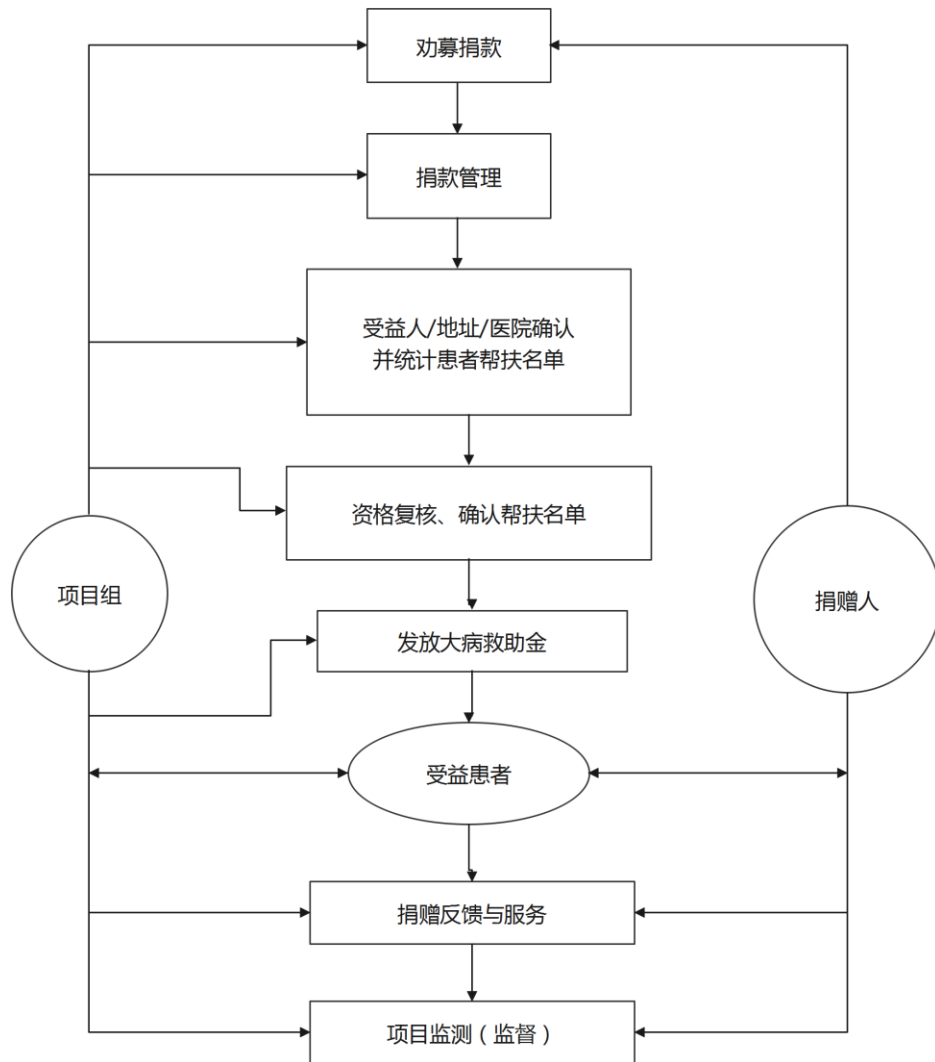 劝募捐款
捐款管理
受益人/地址/医院确认
并统计患者帮扶名单
资格复核、确认帮扶名单
项目组
捐赠人
发放大病救助金
受益患者
捐赠反馈与服务
项目监测（监督）